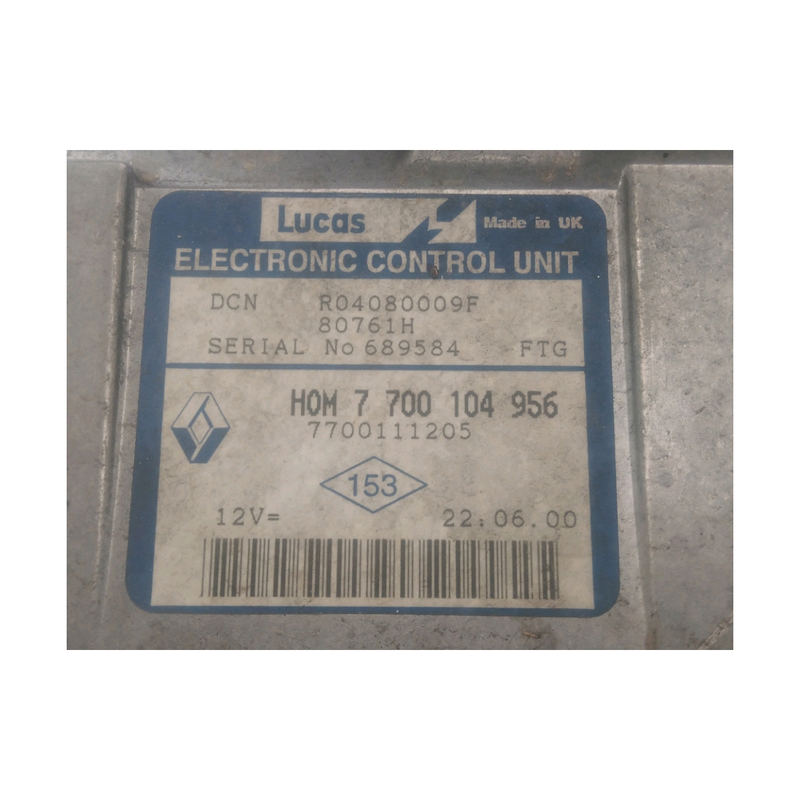 Lucas Made in UK
ELECTRONIC CONTROL UNIT
DCN R04080009F
80761H
SERIAL No 689584 FTG
HOM 7 700 104 956
7700111205
153
12V= 22:06.00